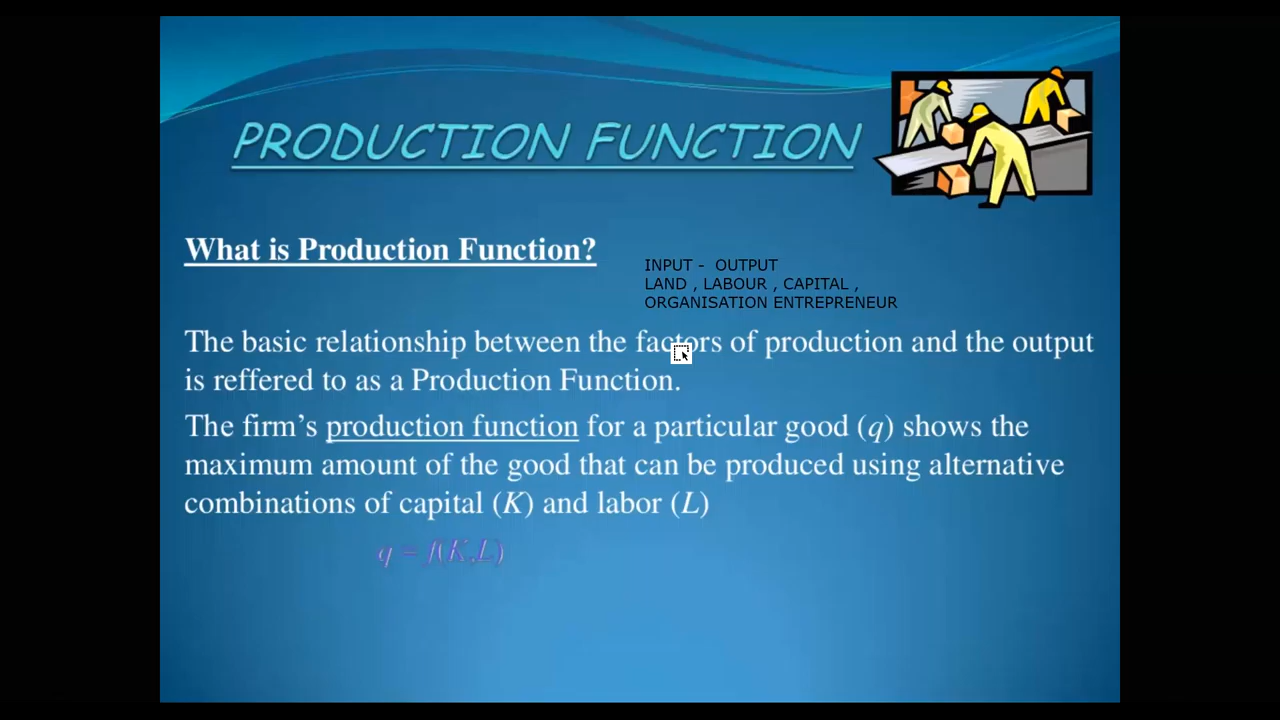 PRODUCTION FUNCTION
What is Production Function?
INPUT - OUTPUT
LAND , LABOUR , CAPITAL ,
ORGANISATION ENTREPRENEUR
The basic relationship between the factors of production and the output
is reffered to as a Production Function.
The firm's production function for a particular good (q) shows the
maximum amount of the good that can be produced using alternative
combinations of capital (K) and labor (L)
q = f(K,L)